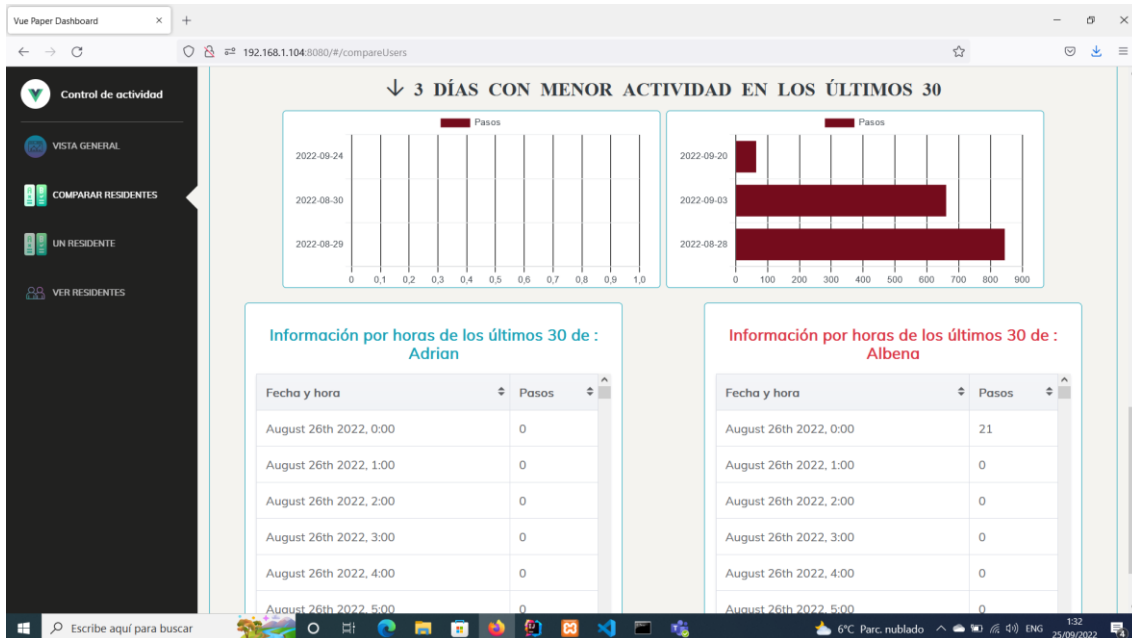 Vue Paper Dashboard
192.168.1.104:8080/#/compareUsers
Control de actividad
VISTA GENERAL
COMPARAR RESIDENTES
UN RESIDENTE
VER RESIDENTES
↓ 3 DÍAS CON MENOR ACTIVIDAD EN LOS ÚLTIMOS 30
Pasos
2022-09-24
2022-08-30
2022-08-29
0 0,1 0,2 0,3 0,4 0,5 0,6 0,7 0,8 0,9 1,0
Pasos
2022-09-20
2022-09-03
2022-08-28
0 100 200 300 400 500 600 700 800 900
Información por horas de los últimos 30 de :
Adrian
Fecha y hora Pasos
August 26th 2022, 0:00 0
August 26th 2022, 1:00 0
August 26th 2022, 2:00 0
August 26th 2022, 3:00 0
August 26th 2022, 4:00 0
August 26th 2022, 5:00 0
Información por horas de los últimos 30 de :
Albena
Fecha y hora Pasos
August 26th 2022, 0:00 21
August 26th 2022, 1:00 0
August 26th 2022, 2:00 0
August 26th 2022, 3:00 0
August 26th 2022, 4:00 0
August 26th 2022, 5:00 0
Escribe aquí para buscar
6°C Parc. nublado
ENG
1:32
25/09/2022